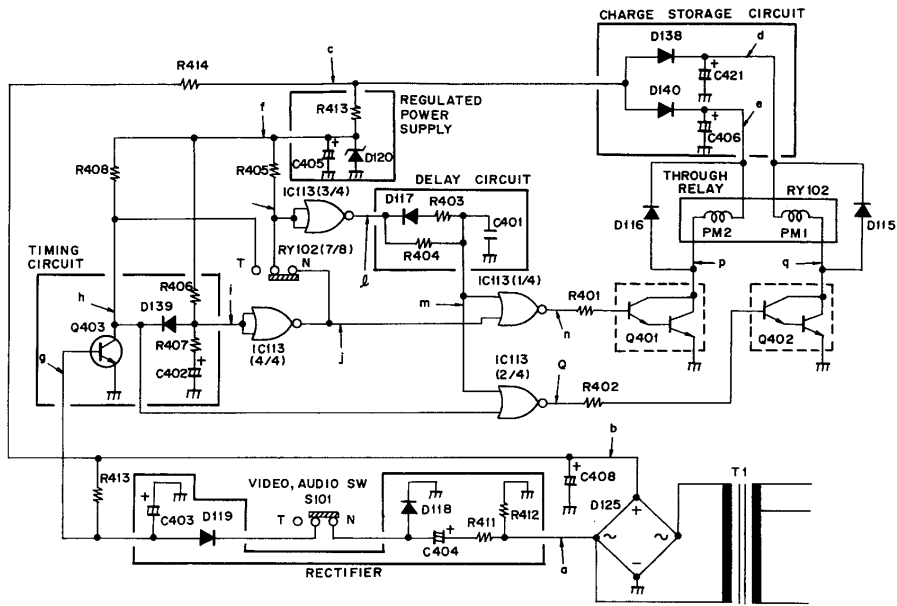 CHARGE STORAGE CIRCUIT
D138
d
c
R414
+
C421
R413
REGULATED
POWER
SUPPLY
D140
e
f
+
C406
R408
R405
+
C405
D120
IC113(3/4)
DELAY CIRCUIT
THROUGH
RELAY
RY102
D117
R403
C401
D116
D115
PM2
PM1
R404
RY102(7/8)
ℓ
T
N
TIMING
CIRCUIT
R406
IC113(1/4)
p
q
h
i
m
D139
R401
Q403
R407
n
Q401
Q402
g
+
C402
IC113
(4/4)
j
IC113
(2/4)
Q
R402
b
R413
VIDEO, AUDIO SW
S101
+
C408
T1
+
C403
D119
T
N
D118
R412
D125
+
~
~
−
+
C404
R411
a
RECTIFIER